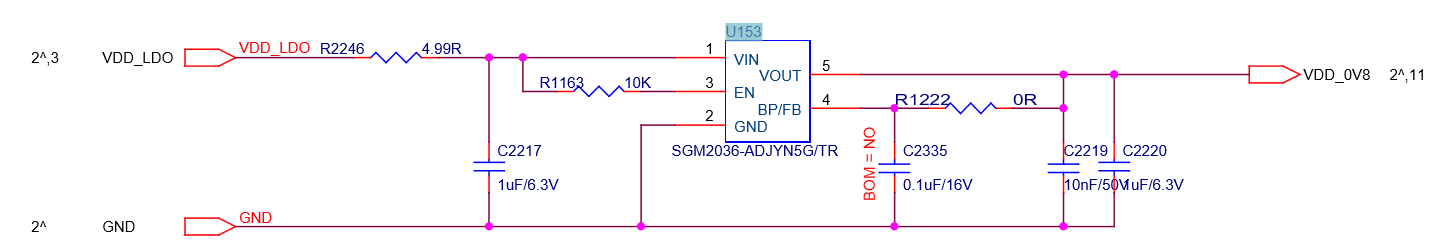 U153
2^,3 VDD_LDO VDD_LDO R2246 4.99R 1 VIN
5 VOUT VDD_0V8 2^,11
R1163 10K 3 EN
4 BP/FB R1222 0R
2 GND
SGM2036-ADJYN5G/TR
BOM = NO
C2217 C2335 C2219 C2220
1uF/6.3V 0.1uF/16V 10nF/50V 1uF/6.3V
2^ GND GND